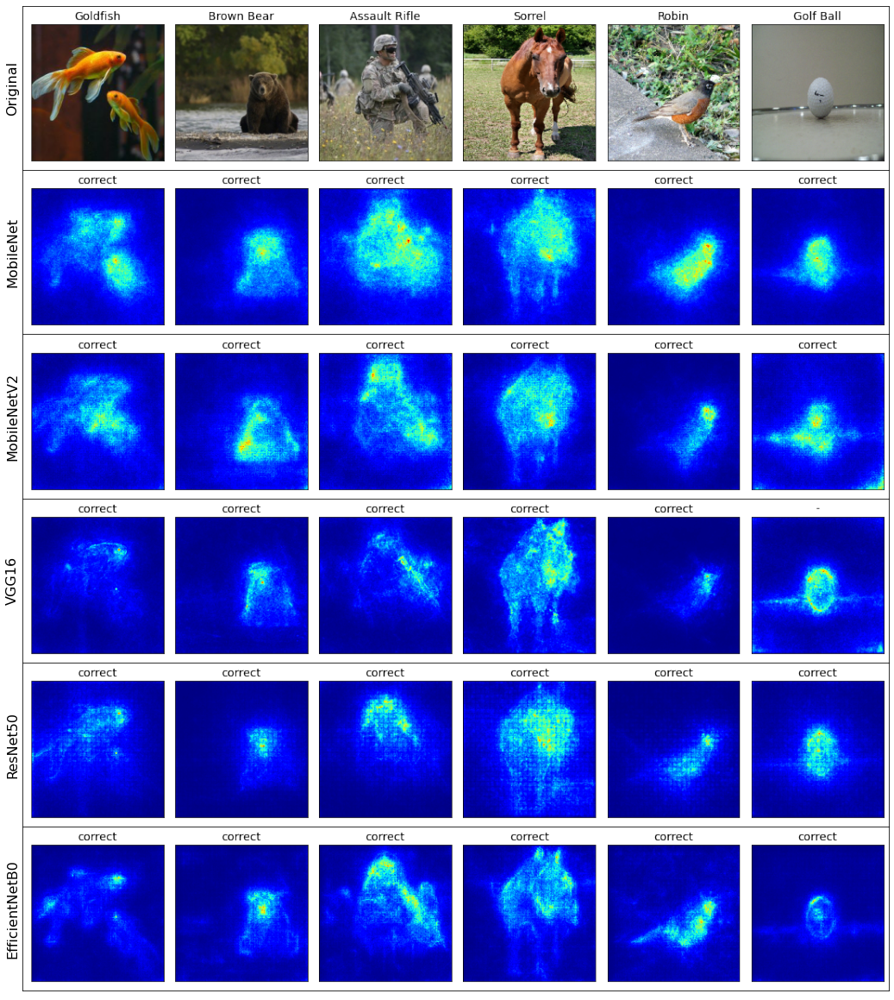 Goldfish Brown Bear Assault Rifle Sorrel Robin Golf Ball
Original
correct correct correct correct correct correct
MobileNet
correct correct correct correct correct correct
MobileNetV2
correct correct correct correct correct -
VGG16
correct correct correct correct correct correct
ResNet50
correct correct correct correct correct correct
EfficientNetB0